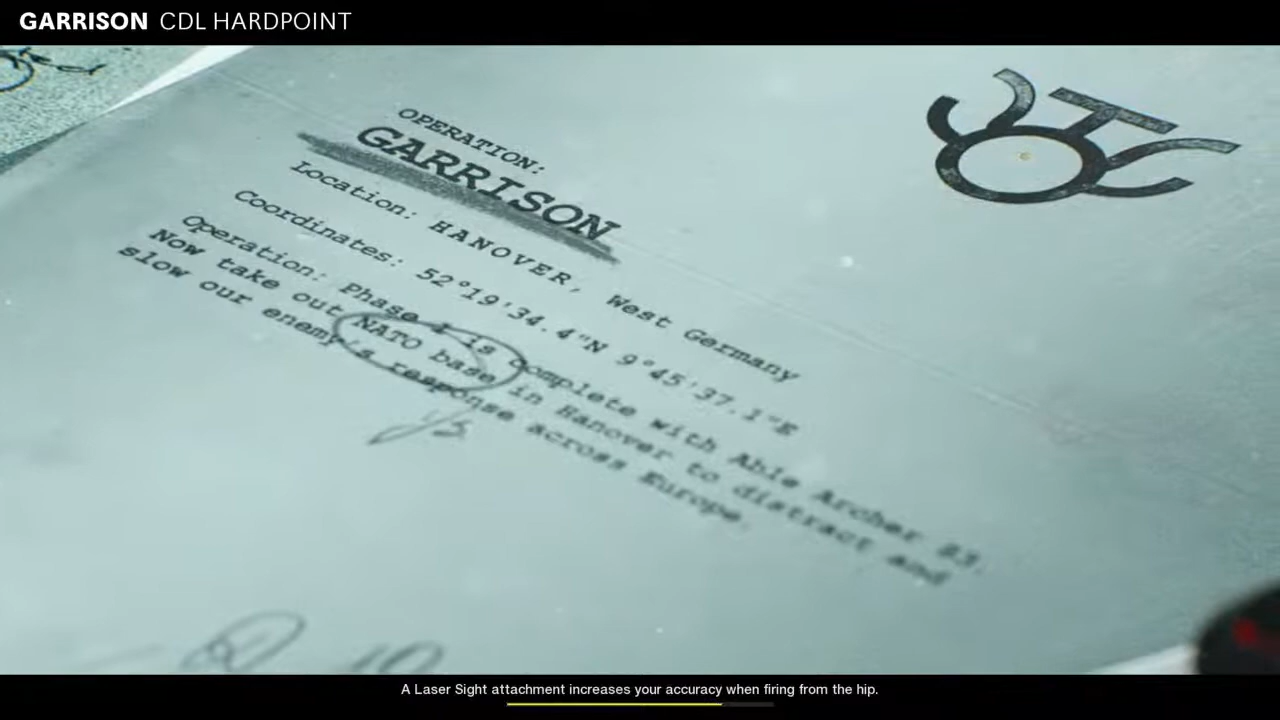 GARRISON CDL HARDPOINT
OPERATION:
GARRISON
Location: HANOVER, West Germany
Coordinates: 52°19'34.4"N 9°45'37.1"E
Operation: Phase 1 is complete with Able Archer 83.
Now take out NATO base in Hanover to distract and
slow our enemy's response across Europe.
A Laser Sight attachment increases your accuracy when firing from the hip.